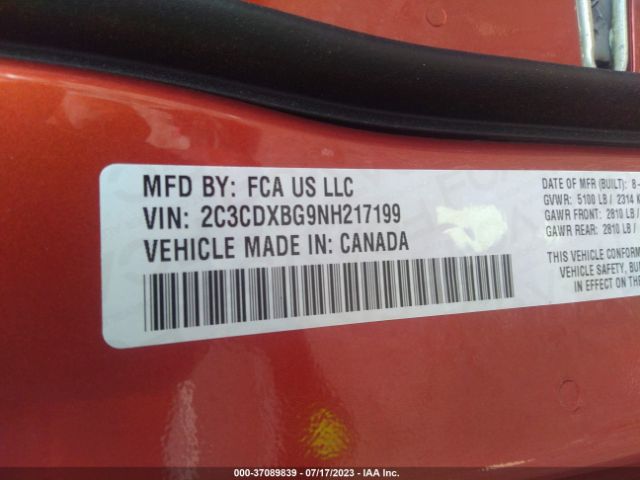 MFD BY: FCA US LLC
VIN: 2C3CDXBG9NH217199
VEHICLE MADE IN: CANADA
DATE OF MFR (BUILT): 8-
GVWR: 5100 LB / 2314 K
GAWR FRONT: 2810 LB /
GAWR REAR: 2810 LB /
THIS VEHICLE CONFORM
VEHICLE SAFETY, BU
IN EFFECT ON THE
000-37089839 - 07/17/2023 - IAA Inc.